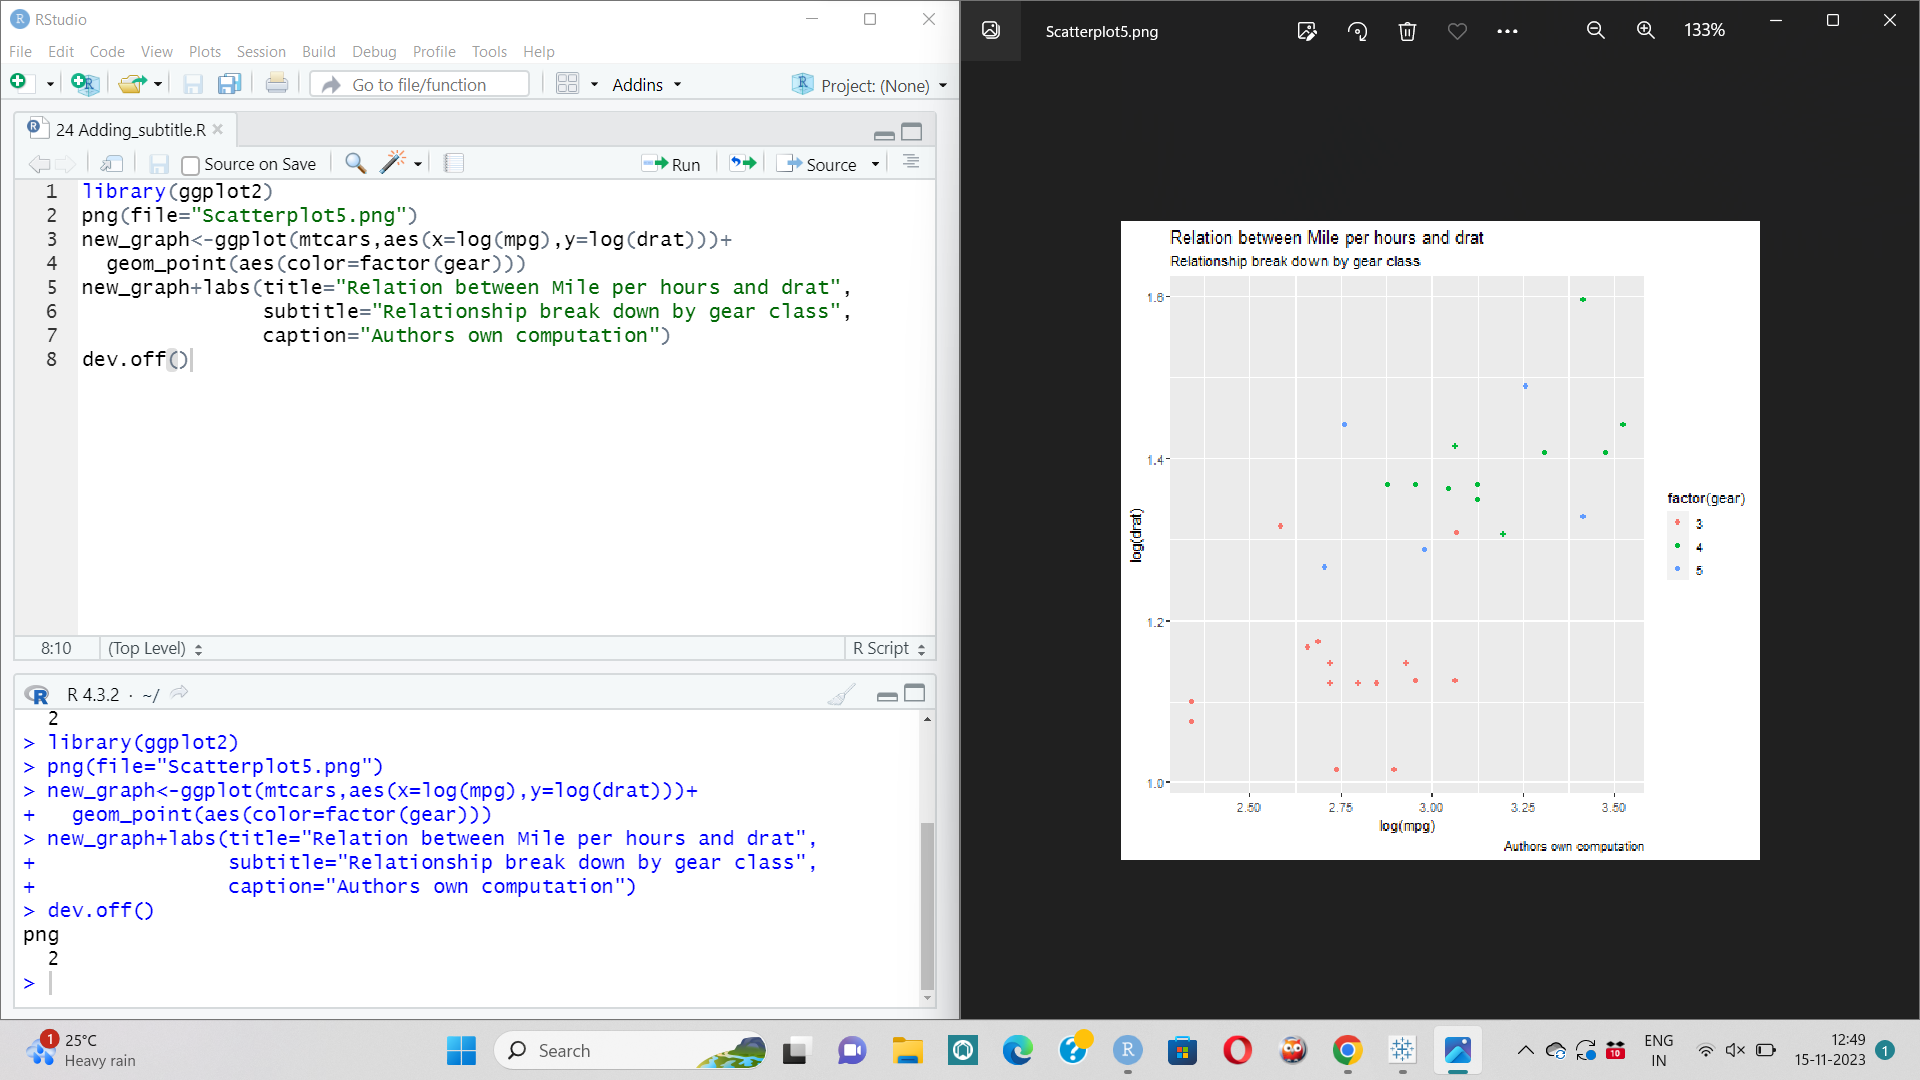 RStudio
File Edit Code View Plots Session Build Debug Profile Tools Help
Go to file/function Addins Project: (None)
24 Adding_subtitle.R
Source on Save Run Source
1 library(ggplot2)
2 png(file="Scatterplot5.png")
3 new_graph<-ggplot(mtcars,aes(x=log(mpg),y=log(drat)))+
4 geom_point(aes(color=factor(gear)))
5 new_graph+labs(title="Relation between Mile per hours and drat",
6 subtitle="Relationship break down by gear class",
7 caption="Authors own computation")
8 dev.off()
8:10 (Top Level) R Script
R 4.3.2 · ~/
2
> library(ggplot2)
> png(file="Scatterplot5.png")
> new_graph<-ggplot(mtcars,aes(x=log(mpg),y=log(drat)))+
+ geom_point(aes(color=factor(gear)))
> new_graph+labs(title="Relation between Mile per hours and drat",
+ subtitle="Relationship break down by gear class",
+ caption="Authors own computation")
> dev.off()
png
2
>
Scatterplot5.png 133%
Relation between Mile per hours and drat
Relationship break down by gear class
1.6
1.4
1.2
1.0
log(drat)
2.50 2.75 3.00 3.25 3.50
log(mpg)
Authors own computation
factor(gear)
3
4
5
1 25°C
Heavy rain
Search
10
ENG
IN
12:49
15-11-2023
1